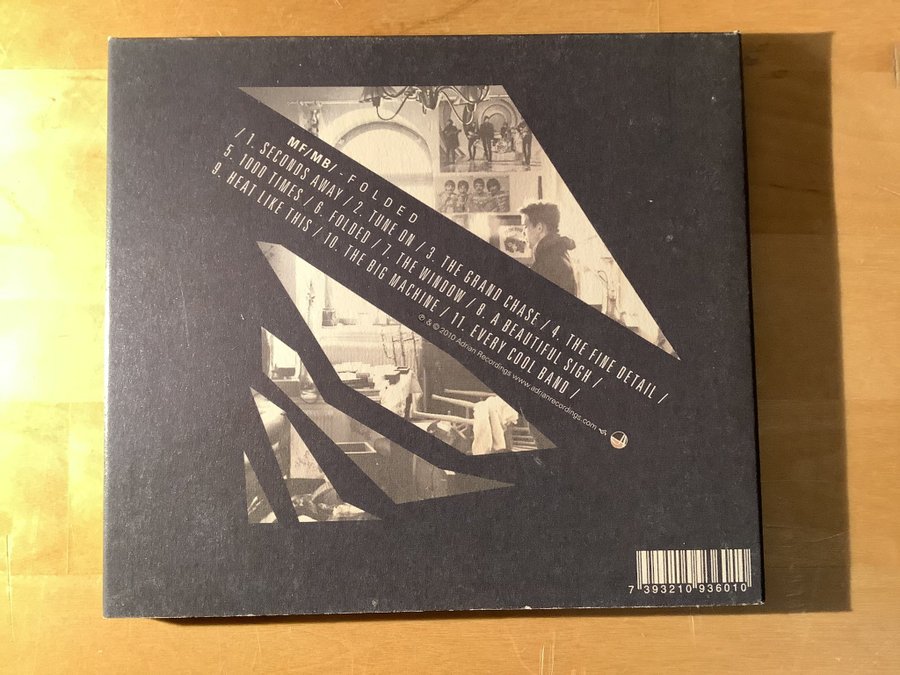 MF/MB/ - FOLDED
/ 1. SECONDS AWAY / 2. TUNE ON / 3. THE GRAND CHASE / 4. THE FINE DETAIL /
5. 1000 TIMES / 6. FOLDED / 7. THE WINDOW / 8. A BEAUTIFUL SIGH /
9. HEAT LIKE THIS / 10. THE BIG MACHINE / 11. EVERY COOL BAND /
℗ & © 2010 Adrian Recordings www.adrianrecordings.com
7 393210 936010